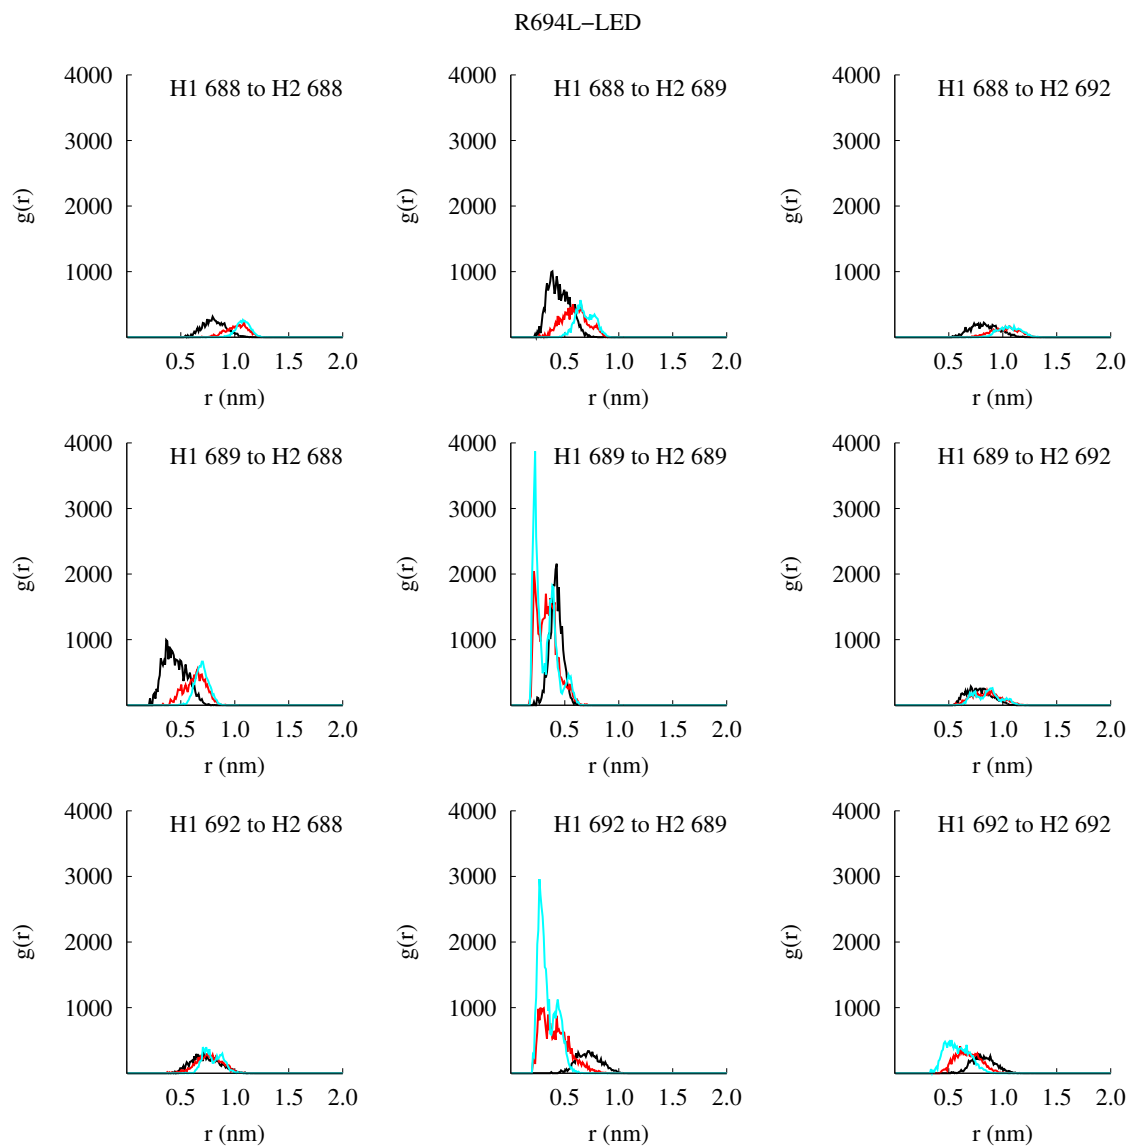 R694L−LED
4000 H1 688 to H2 688
3000
2000
1000
g(r)
0.5 1.0 1.5 2.0
r (nm)
4000 H1 688 to H2 689
3000
2000
1000
g(r)
0.5 1.0 1.5 2.0
r (nm)
4000 H1 688 to H2 692
3000
2000
1000
g(r)
0.5 1.0 1.5 2.0
r (nm)
4000 H1 689 to H2 688
3000
2000
1000
g(r)
0.5 1.0 1.5 2.0
r (nm)
4000 H1 689 to H2 689
3000
2000
1000
g(r)
0.5 1.0 1.5 2.0
r (nm)
4000 H1 689 to H2 692
3000
2000
1000
g(r)
0.5 1.0 1.5 2.0
r (nm)
4000 H1 692 to H2 688
3000
2000
1000
g(r)
0.5 1.0 1.5 2.0
r (nm)
4000 H1 692 to H2 689
3000
2000
1000
g(r)
0.5 1.0 1.5 2.0
r (nm)
4000 H1 692 to H2 692
3000
2000
1000
g(r)
0.5 1.0 1.5 2.0
r (nm)